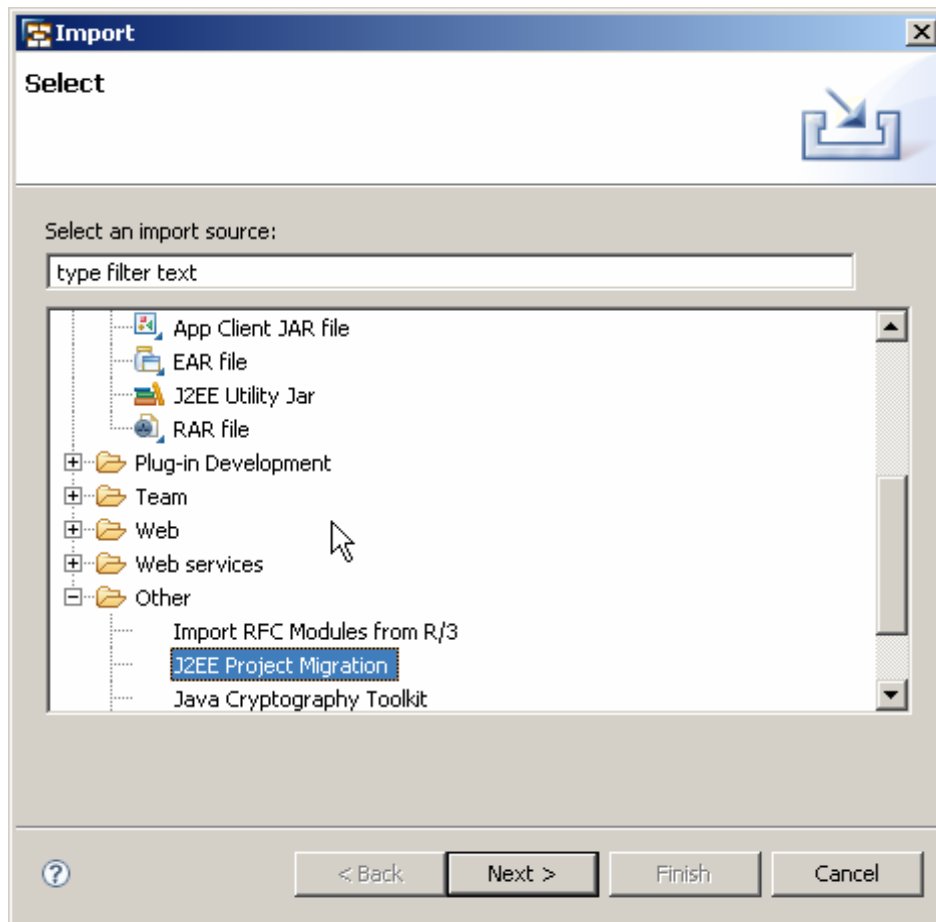 Import
Select
Select an import source:
type filter text
App Client JAR file
EAR file
J2EE Utility Jar
RAR file
Plug-in Development
Team
Web
Web services
Other
Import RFC Modules from R/3
J2EE Project Migration
Java Cryptography Toolkit
< Back Next > Finish Cancel